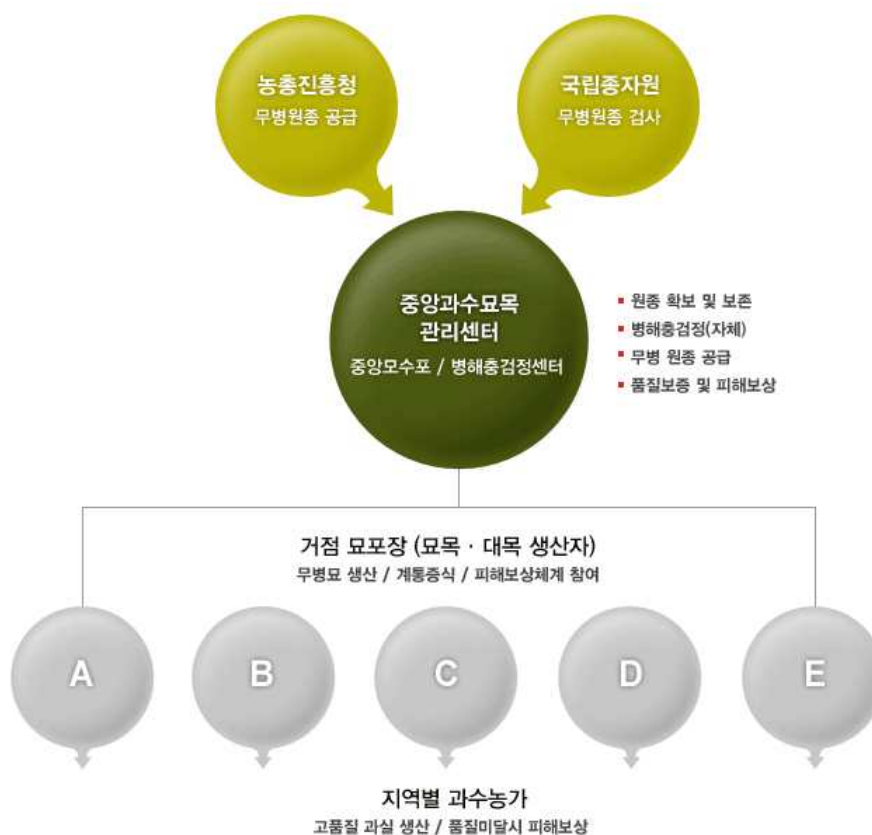 농총진흥청
무병원종 공급
국립종자원
무병원종 검사
중앙과수묘목
관리센터
중앙모수포 / 병해충검정센터
▪ 원종 확보 및 보존
▪ 병해충검정(자체)
▪ 무병 원종 공급
▪ 품질보증 및 피해보상
거점 묘포장 (묘목 · 대목 생산자)
무병묘 생산 / 계통증식 / 피해보상체계 참여
A B C D E
지역별 과수농가
고품질 과실 생산 / 품질미달시 피해보상